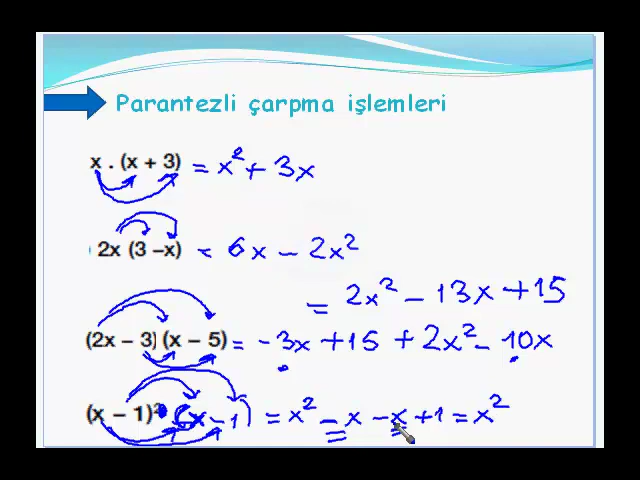 Parantezli çarpma işlemleri
x . (x + 3) = x² + 3x
2x (3 –x) = 6x – 2x²
= 2x² – 13x + 15
(2x – 3) (x – 5) = -3x + 15 + 2x² – 10x
(x – 1)² (x – 1) = x² – x – x + 1 = x²